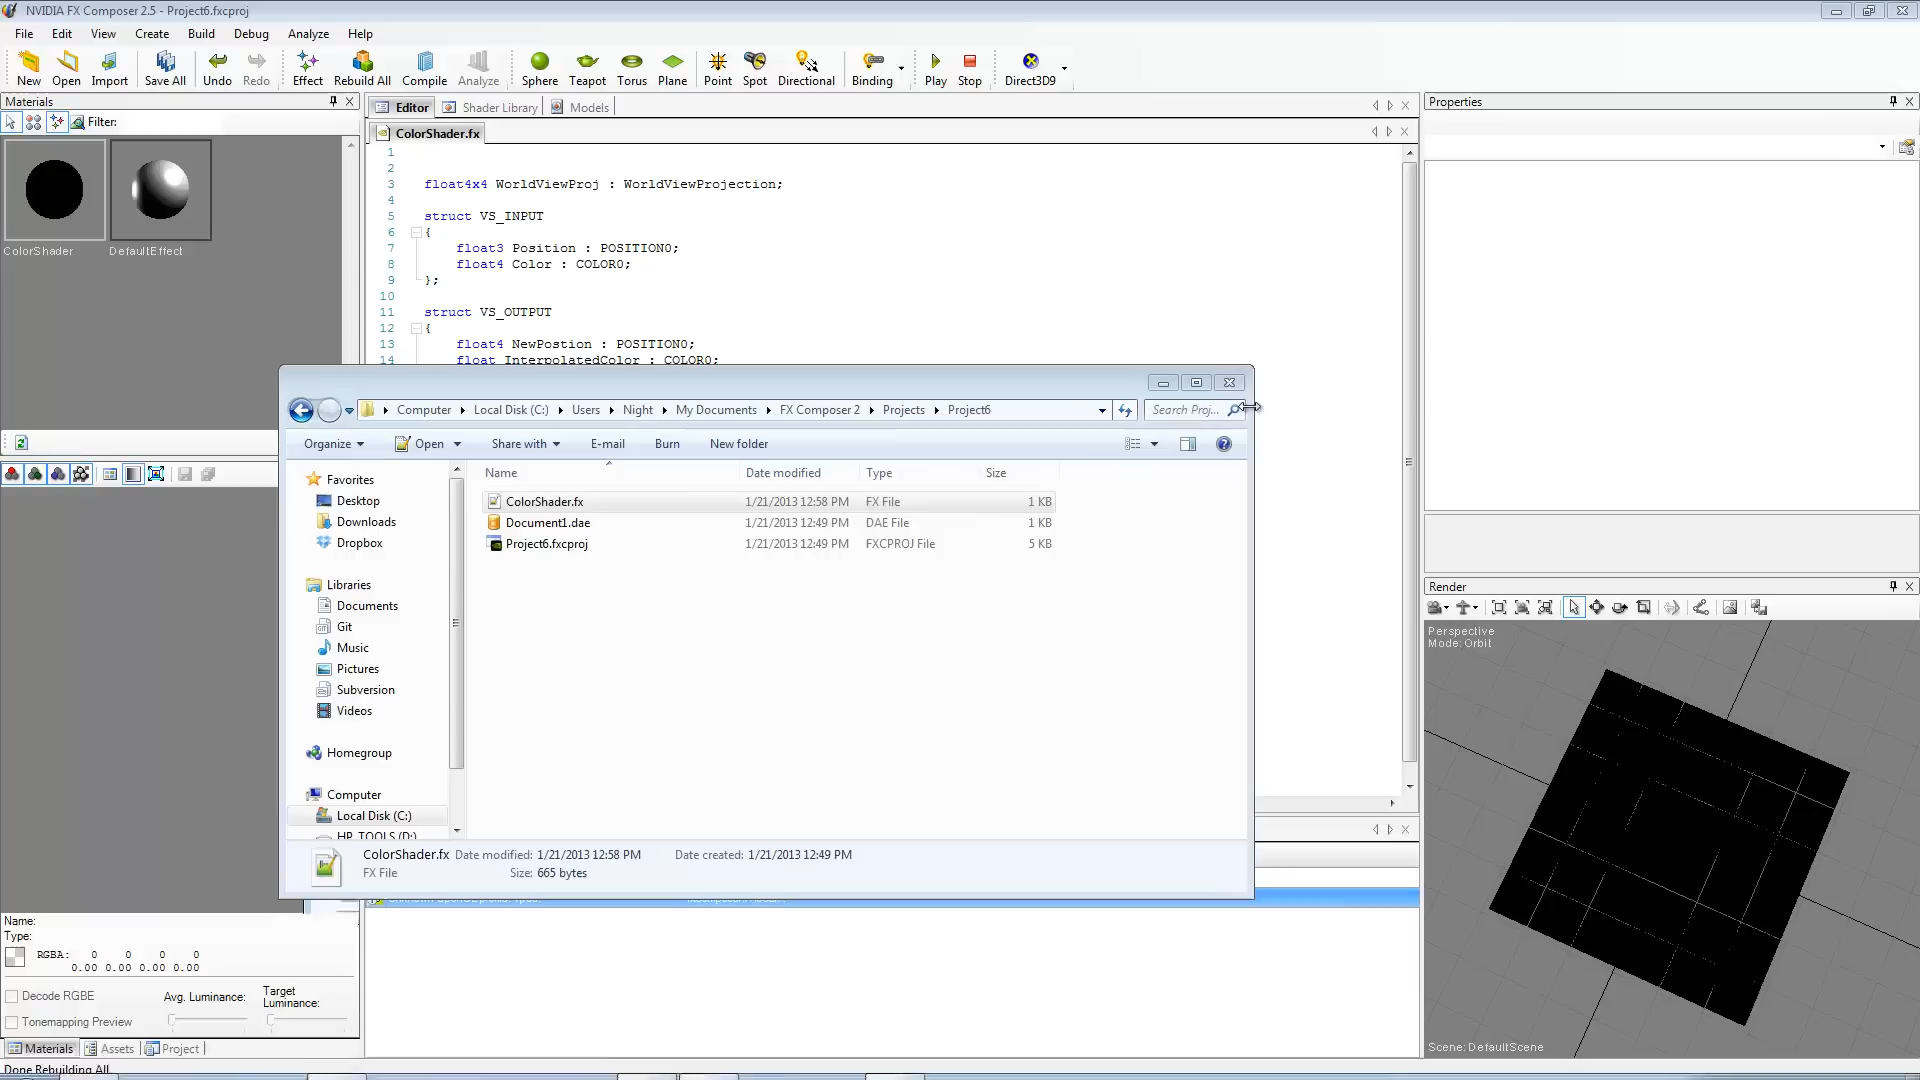 NVIDIA FX Composer 2.5 - Project6.fxcproj
File Edit View Create Build Debug Analyze Help
New Open Import Save All Undo Redo Effect Rebuild All Compile Analyze Sphere Teapot Torus Plane Point Spot Directional Binding Play Stop Direct3D9
Materials
Filter:
ColorShader DefaultEffect
Editor Shader Library Models
ColorShader.fx
1
2
3 float4x4 WorldViewProj : WorldViewProjection;
4
5 struct VS_INPUT
6 {
7 float3 Position : POSITION0;
8 float4 Color : COLOR0;
9 };
10
11 struct VS_OUTPUT
12 {
13 float4 NewPostion : POSITION0;
14 float InterpolatedColor : COLOR0;
Computer Local Disk (C:) Users Night My Documents FX Composer 2 Projects Project6
Search Proj...
Organize Open Share with E-mail Burn New folder
Favorites
Desktop
Downloads
Dropbox
Libraries
Documents
Git
Music
Pictures
Subversion
Videos
Homegroup
Computer
Local Disk (C:)
HP_TOOLS (D:)
Name Date modified Type Size
ColorShader.fx 1/21/2013 12:58 PM FX File 1 KB
Document1.dae 1/21/2013 12:49 PM DAE File 1 KB
Project6.fxcproj 1/21/2013 12:49 PM FXCPROJ File 5 KB
ColorShader.fx Date modified: 1/21/2013 12:58 PM Date created: 1/21/2013 12:49 PM
FX File Size: 665 bytes
Name:
Type:
RGBA: 0 0 0 0
0.00 0.00 0.00 0.00
Decode RGBE
Avg. Luminance:
Target Luminance:
Tonemapping Preview
Materials Assets Project
Done Rebuilding All
Properties
Render
Perspective
Mode: Orbit
Scene: DefaultScene